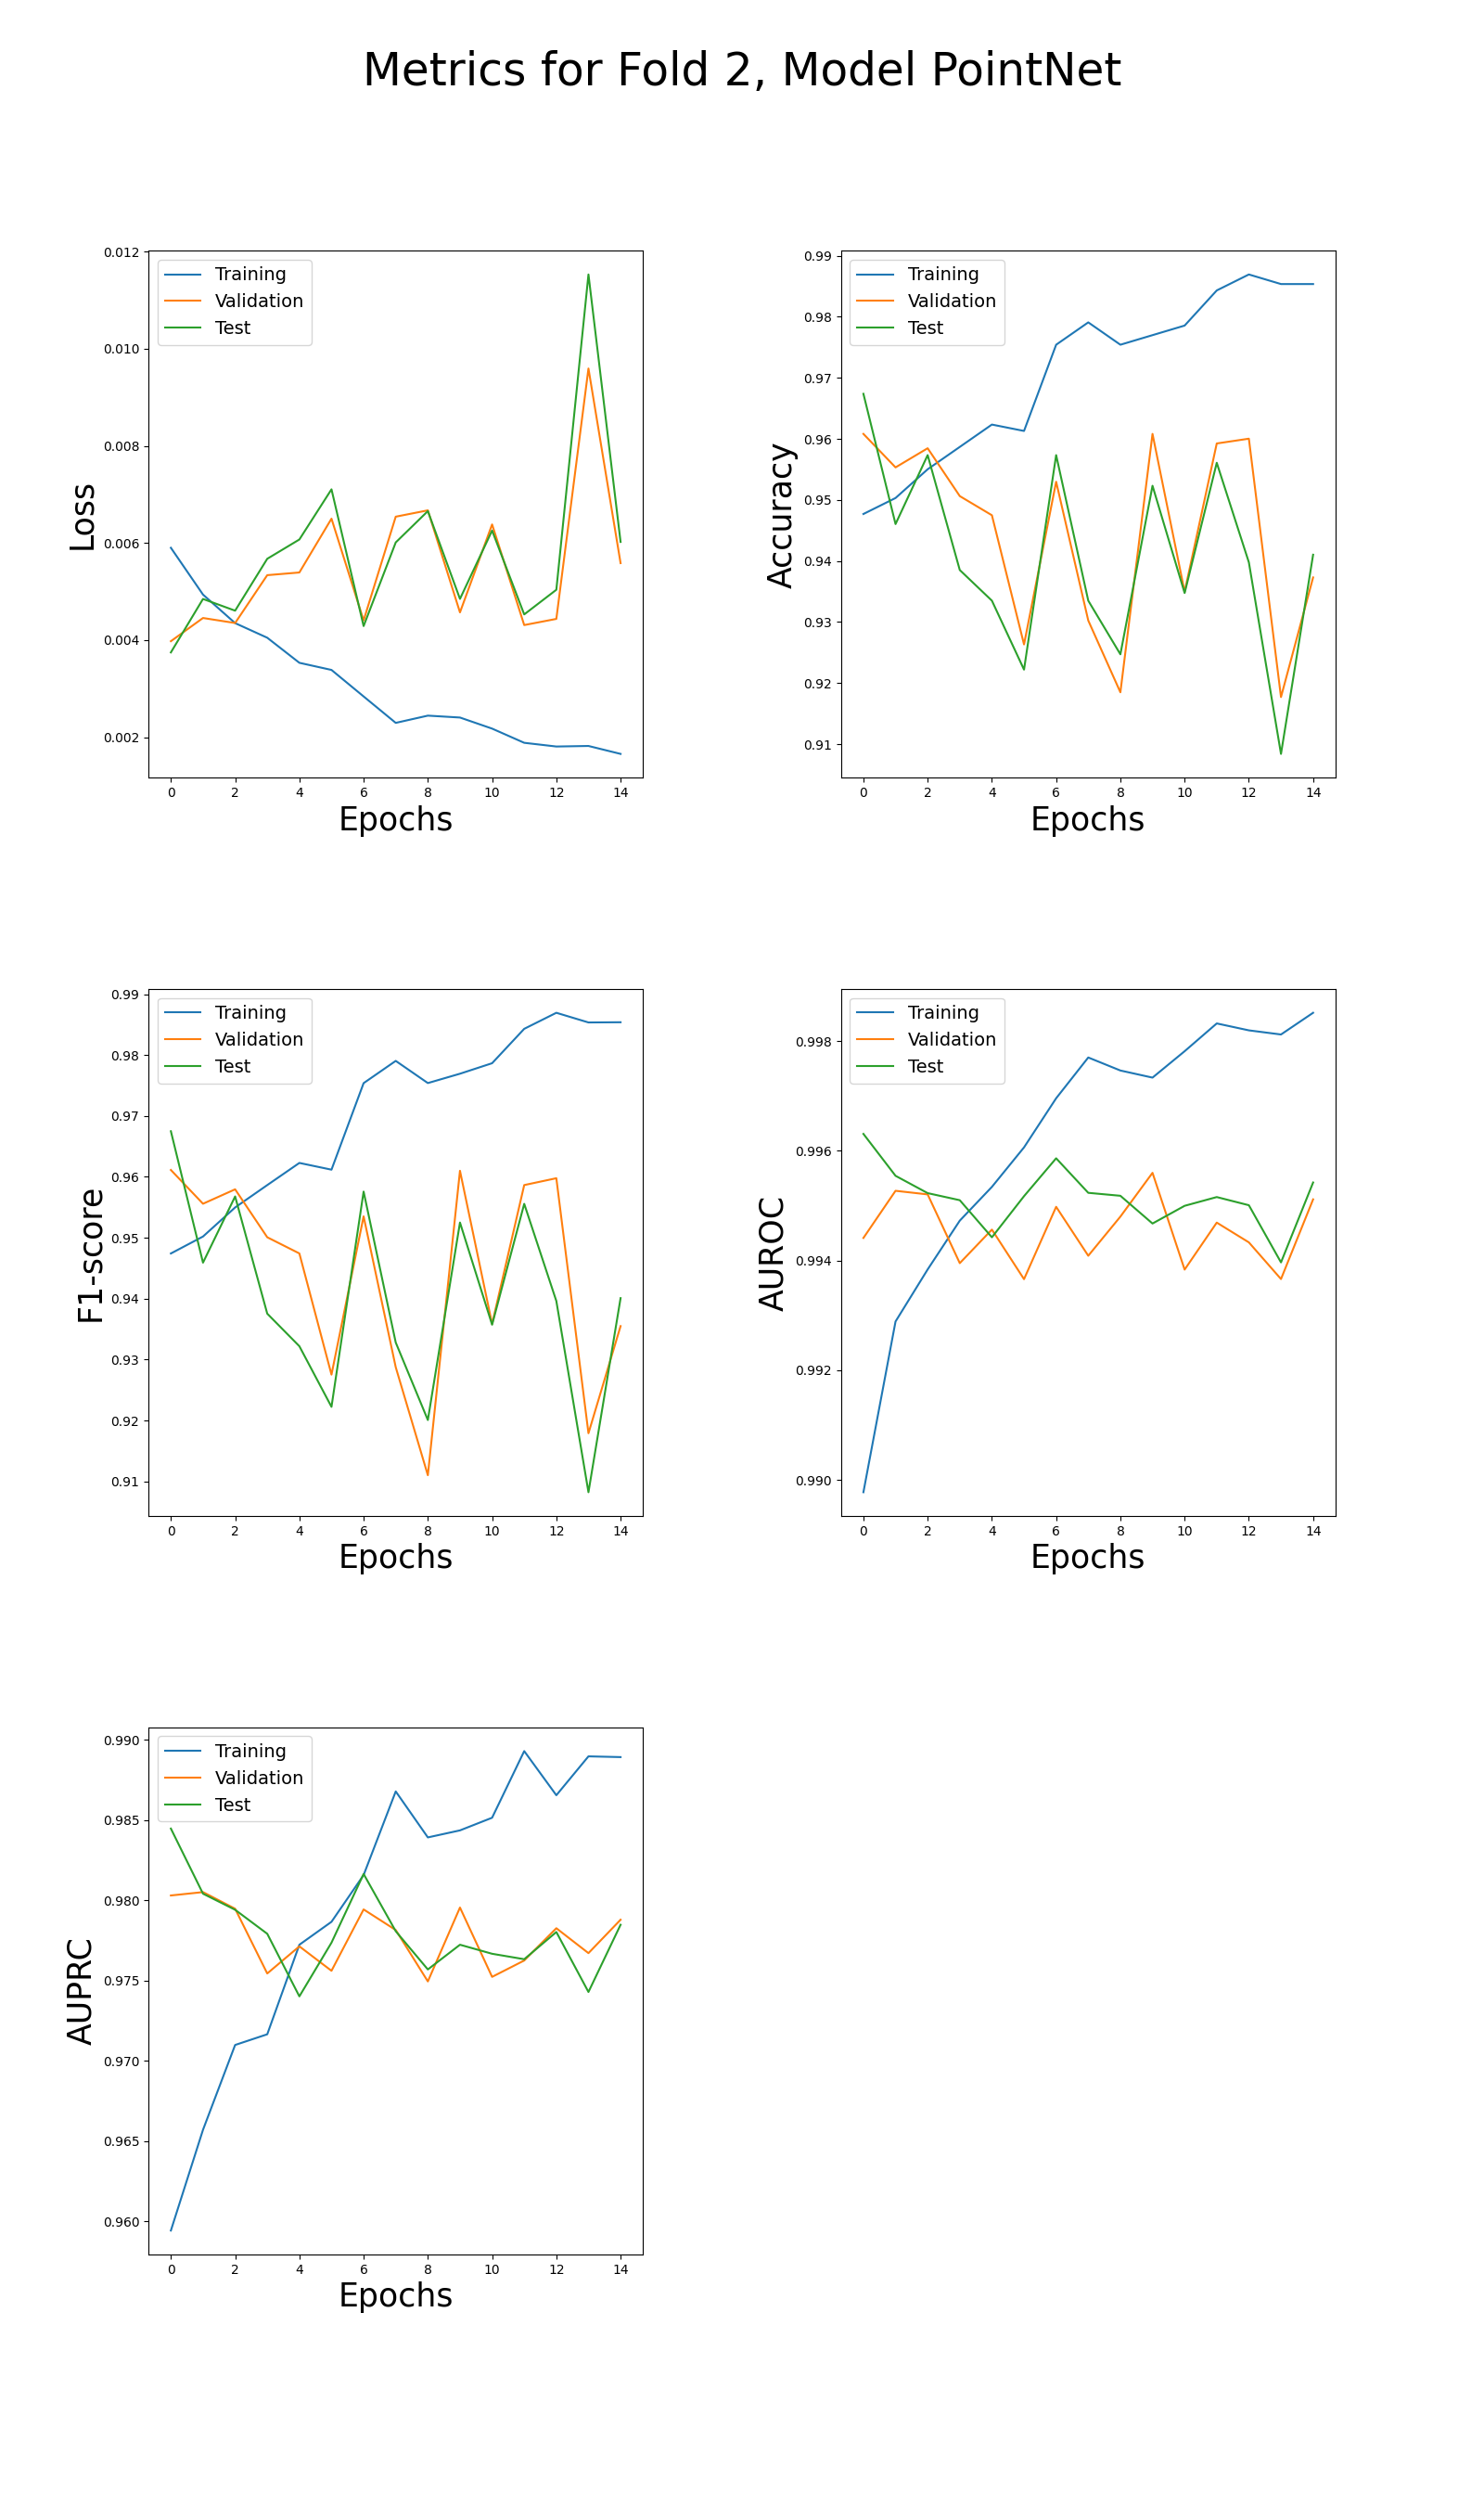 Metrics for Fold 2, Model PointNet
Loss
0.012
0.010
0.008
0.006
0.004
0.002
Training
Validation
Test
0 2 4 6 8 10 12 14
Epochs
Accuracy
0.99
0.98
0.97
0.96
0.95
0.94
0.93
0.92
0.91
Training
Validation
Test
0 2 4 6 8 10 12 14
Epochs
F1-score
0.99
0.98
0.97
0.96
0.95
0.94
0.93
0.92
0.91
Training
Validation
Test
0 2 4 6 8 10 12 14
Epochs
AUROC
0.998
0.996
0.994
0.992
0.990
Training
Validation
Test
0 2 4 6 8 10 12 14
Epochs
AUPRC
0.990
0.985
0.980
0.975
0.970
0.965
0.960
Training
Validation
Test
0 2 4 6 8 10 12 14
Epochs